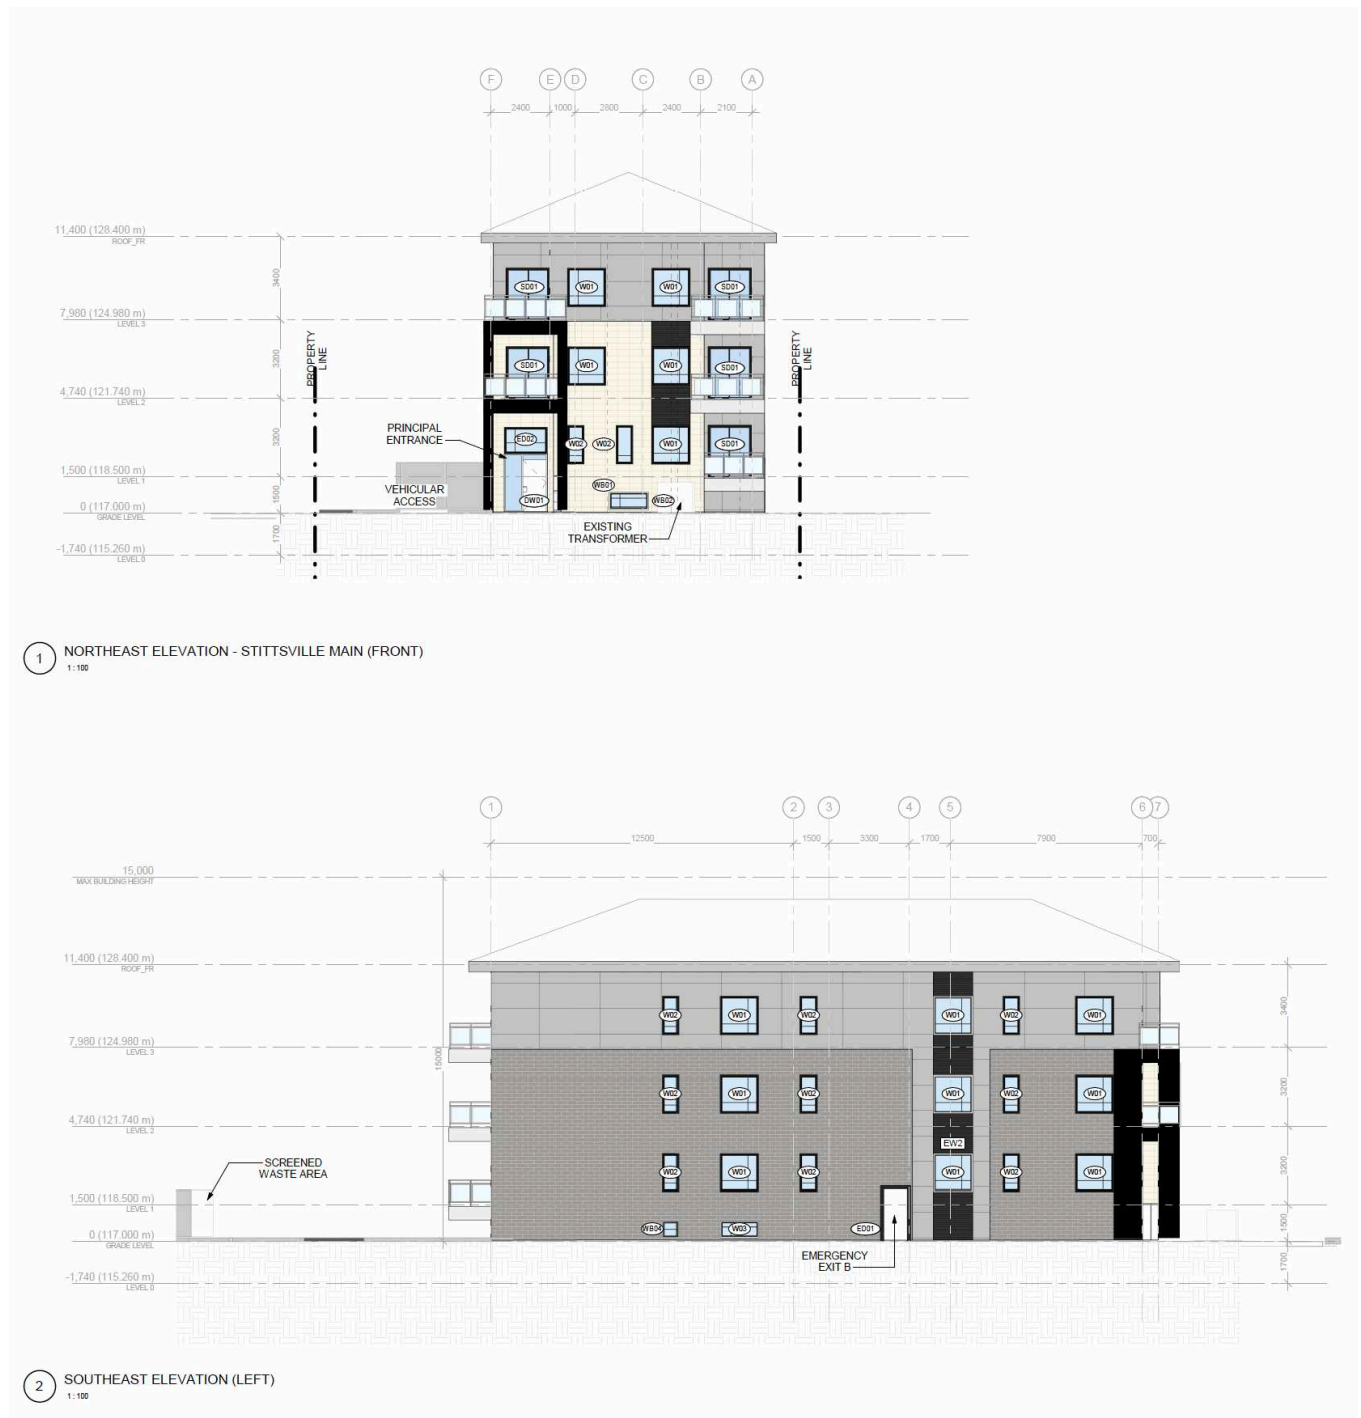 F E D C B A
2400 1000 2800 2400 2100
11,400 (128.400 m)
ROOF_FR
3400
SD01 W01 W01 SD01
7,980 (124.980 m)
LEVEL 3
PROPERTY
LINE
PROPERTY
LINE
3200
SD01 W01 W01 SD01
4,740 (121.740 m)
LEVEL 2
PRINCIPAL
ENTRANCE
3200
ED02 W02 W02 W01 SD01
1,500 (118.500 m)
LEVEL 1
VEHICULAR
ACCESS
1500
DW01 WB01 WB02
0 (117.000 m)
GRADE LEVEL
EXISTING
TRANSFORMER
1700
-1,740 (115.260 m)
LEVEL 0
1 NORTHEAST ELEVATION - STITTSVILLE MAIN (FRONT)
1 : 100
1 2 3 4 5 6 7
12500 1500 3300 1700 7900 700
15,000
MAX BUILDING HEIGHT
11,400 (128.400 m)
ROOF_FR
3400
W02 W01 W02 W01 W02 W01
7,980 (124.980 m)
LEVEL 3
15000
3200
W02 W01 W02 W01 W02 W01
4,740 (121.740 m)
LEVEL 2
EW2
SCREENED
WASTE AREA
3200
W02 W01 W02 W01 W02 W01
1,500 (118.500 m)
LEVEL 1
1500
WB04 W03 ED01
0 (117.000 m)
GRADE LEVEL
EMERGENCY
EXIT B
1700
-1,740 (115.260 m)
LEVEL 0
2 SOUTHEAST ELEVATION (LEFT)
1 : 100